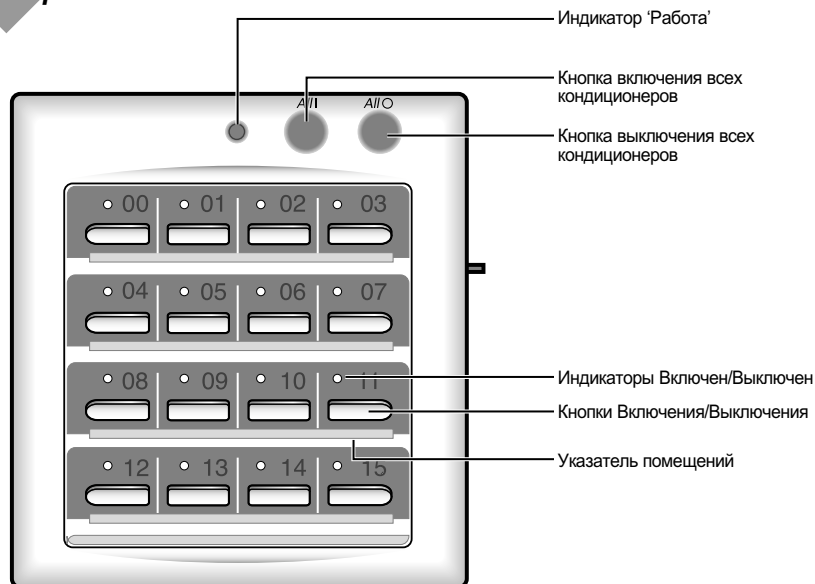 Индикатор ‘Работа’
Кнопка включения всех
кондиционеров
Кнопка выключения всех
кондиционеров
All I
All O
00 01 02 03
04 05 06 07
08 09 10 11
12 13 14 15
Индикаторы Включен/Выключен
Кнопки Включения/Выключения
Указатель помещений